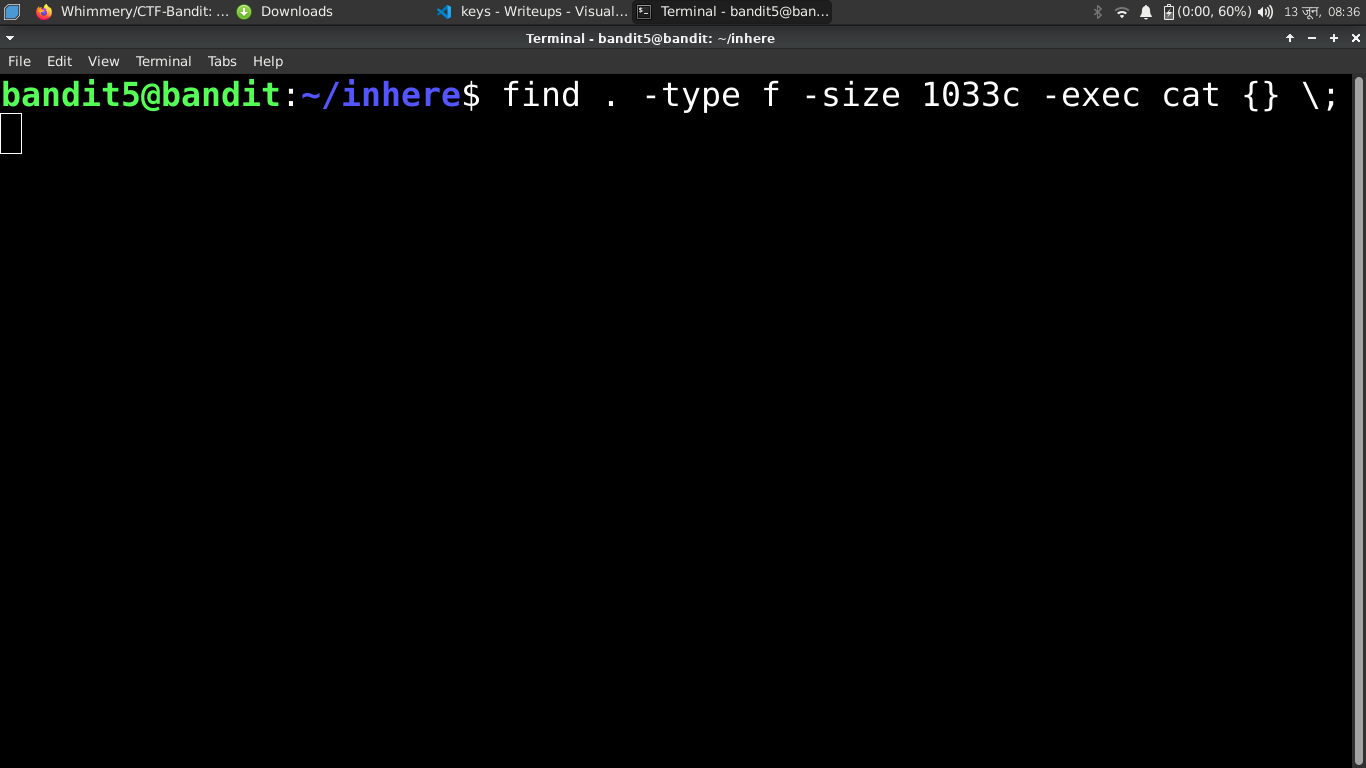 Whimmery/CTF-Bandit: ... Downloads keys - Writeups - Visual... Terminal - bandit5@ban... (0:00, 60%) 13 जून, 08:36
Terminal - bandit5@bandit: ~/inhere
File Edit View Terminal Tabs Help
bandit5@bandit:~/inhere$ find . -type f -size 1033c -exec cat {} \;